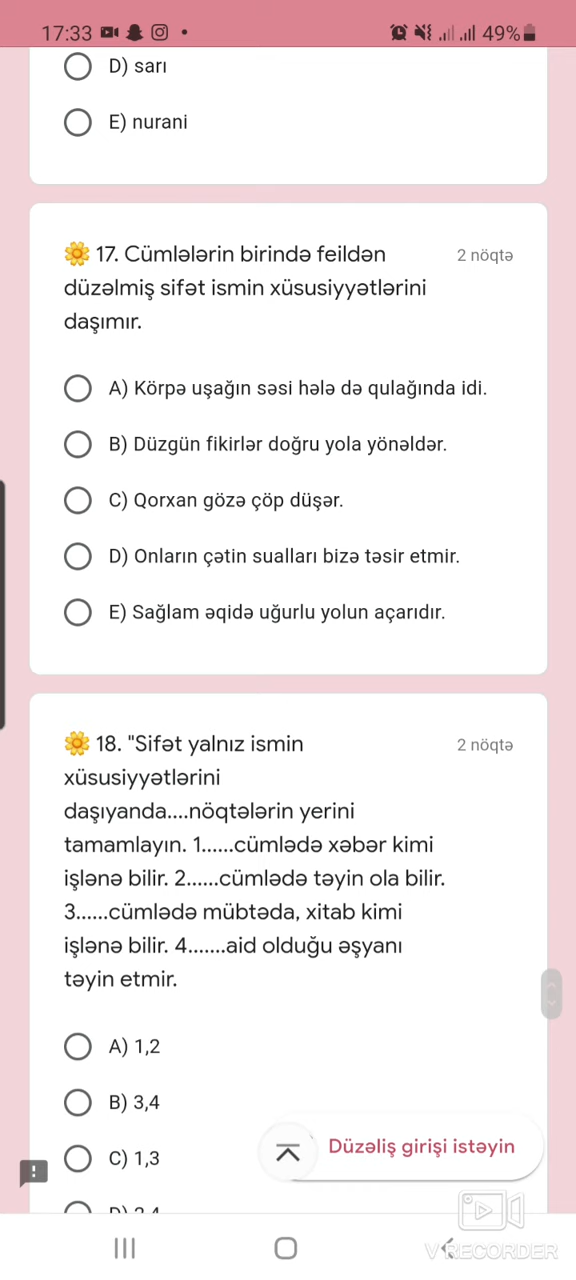 17:33
49%
D) sarı
E) nurani
🌼 17. Cümlələrin birində feildən
2 nöqtə
düzəlmiş sifət ismin xüsusiyyətlərini
daşımır.
A) Körpə uşağın səsi hələ də qulağında idi.
B) Düzgün fikirlər doğru yola yönəldər.
C) Qorxan gözə çöp düşər.
D) Onların çətin sualları bizə təsir etmir.
E) Sağlam əqidə uğurlu yolun açarıdır.
🌼 18. "Sifət yalnız ismin
2 nöqtə
xüsusiyyətlərini
daşıyanda....nöqtələrin yerini
tamamlayın. 1......cümlədə xəbər kimi
işlənə bilir. 2......cümlədə təyin ola bilir.
3......cümlədə mübtəda, xitab kimi
işlənə bilir. 4.......aid olduğu əşyanı
təyin etmir.
A) 1,2
B) 3,4
C) 1,3
Düzəliş girişi istəyin
D) 2,4
V RECORDER